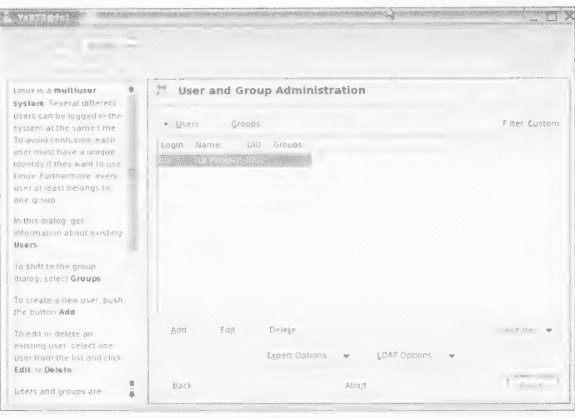 Linux is a multiuser
system. Several different
users can be logged in the
system at the same time.
To avoid confusion, each
user must have a unique
identity if they want to use
Linux. Furthermore, every
user at least belongs to
one group.
In this dialog, get
information about existing
Users.
To shift to the group
dialog, select Groups.
To create a new user, push
the button Add.
To edit or delete an
existing user, select one
user from the list and click
Edit or Delete.
Users and groups are
User and Group Administration
Users Groups Filter: Custom
Login Name UID Groups
tux Tux Penguin 1000
Add Edit Delete
Expert Options LDAP Options
Back Abort